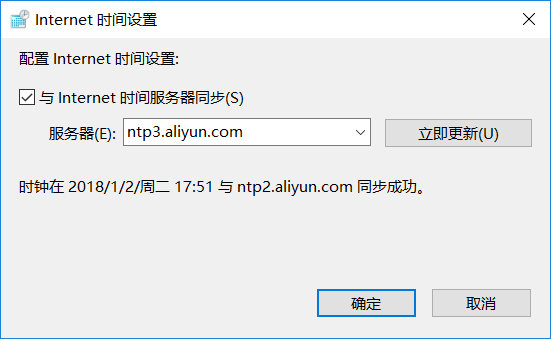 Internet 时间设置
配置 Internet 时间设置:
与 Internet 时间服务器同步(S)
服务器(E): ntp3.aliyun.com 立即更新(U)
时钟在 2018/1/2/周二 17:51 与 ntp2.aliyun.com 同步成功。
确定 取消